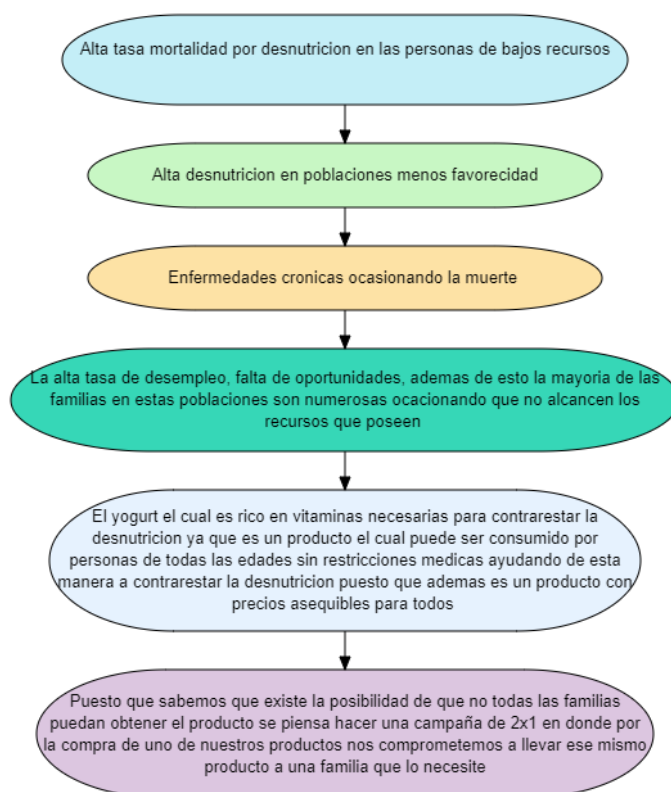 Alta tasa mortalidad por desnutricion en las personas de bajos recursos
Alta desnutricion en poblaciones menos favorecidad
Enfermedades cronicas ocasionando la muerte
La alta tasa de desempleo, falta de oportunidades, ademas de esto la mayoria de las
familias en estas poblaciones son numerosas ocacionando que no alcancen los
recursos que poseen
El yogurt el cual es rico en vitaminas necesarias para contrarestar la
desnutricion ya que es un producto el cual puede ser consumido por
personas de todas las edades sin restricciones medicas ayudando de esta
manera a contrarestar la desnutricion puesto que ademas es un producto con
precios asequibles para todos
Puesto que sabemos que existe la posibilidad de que no todas las familias
puedan obtener el producto se piensa hacer una campaña de 2x1 en donde por
la compra de uno de nuestros productos nos comprometemos a llevar ese mismo
producto a una familia que lo necesite